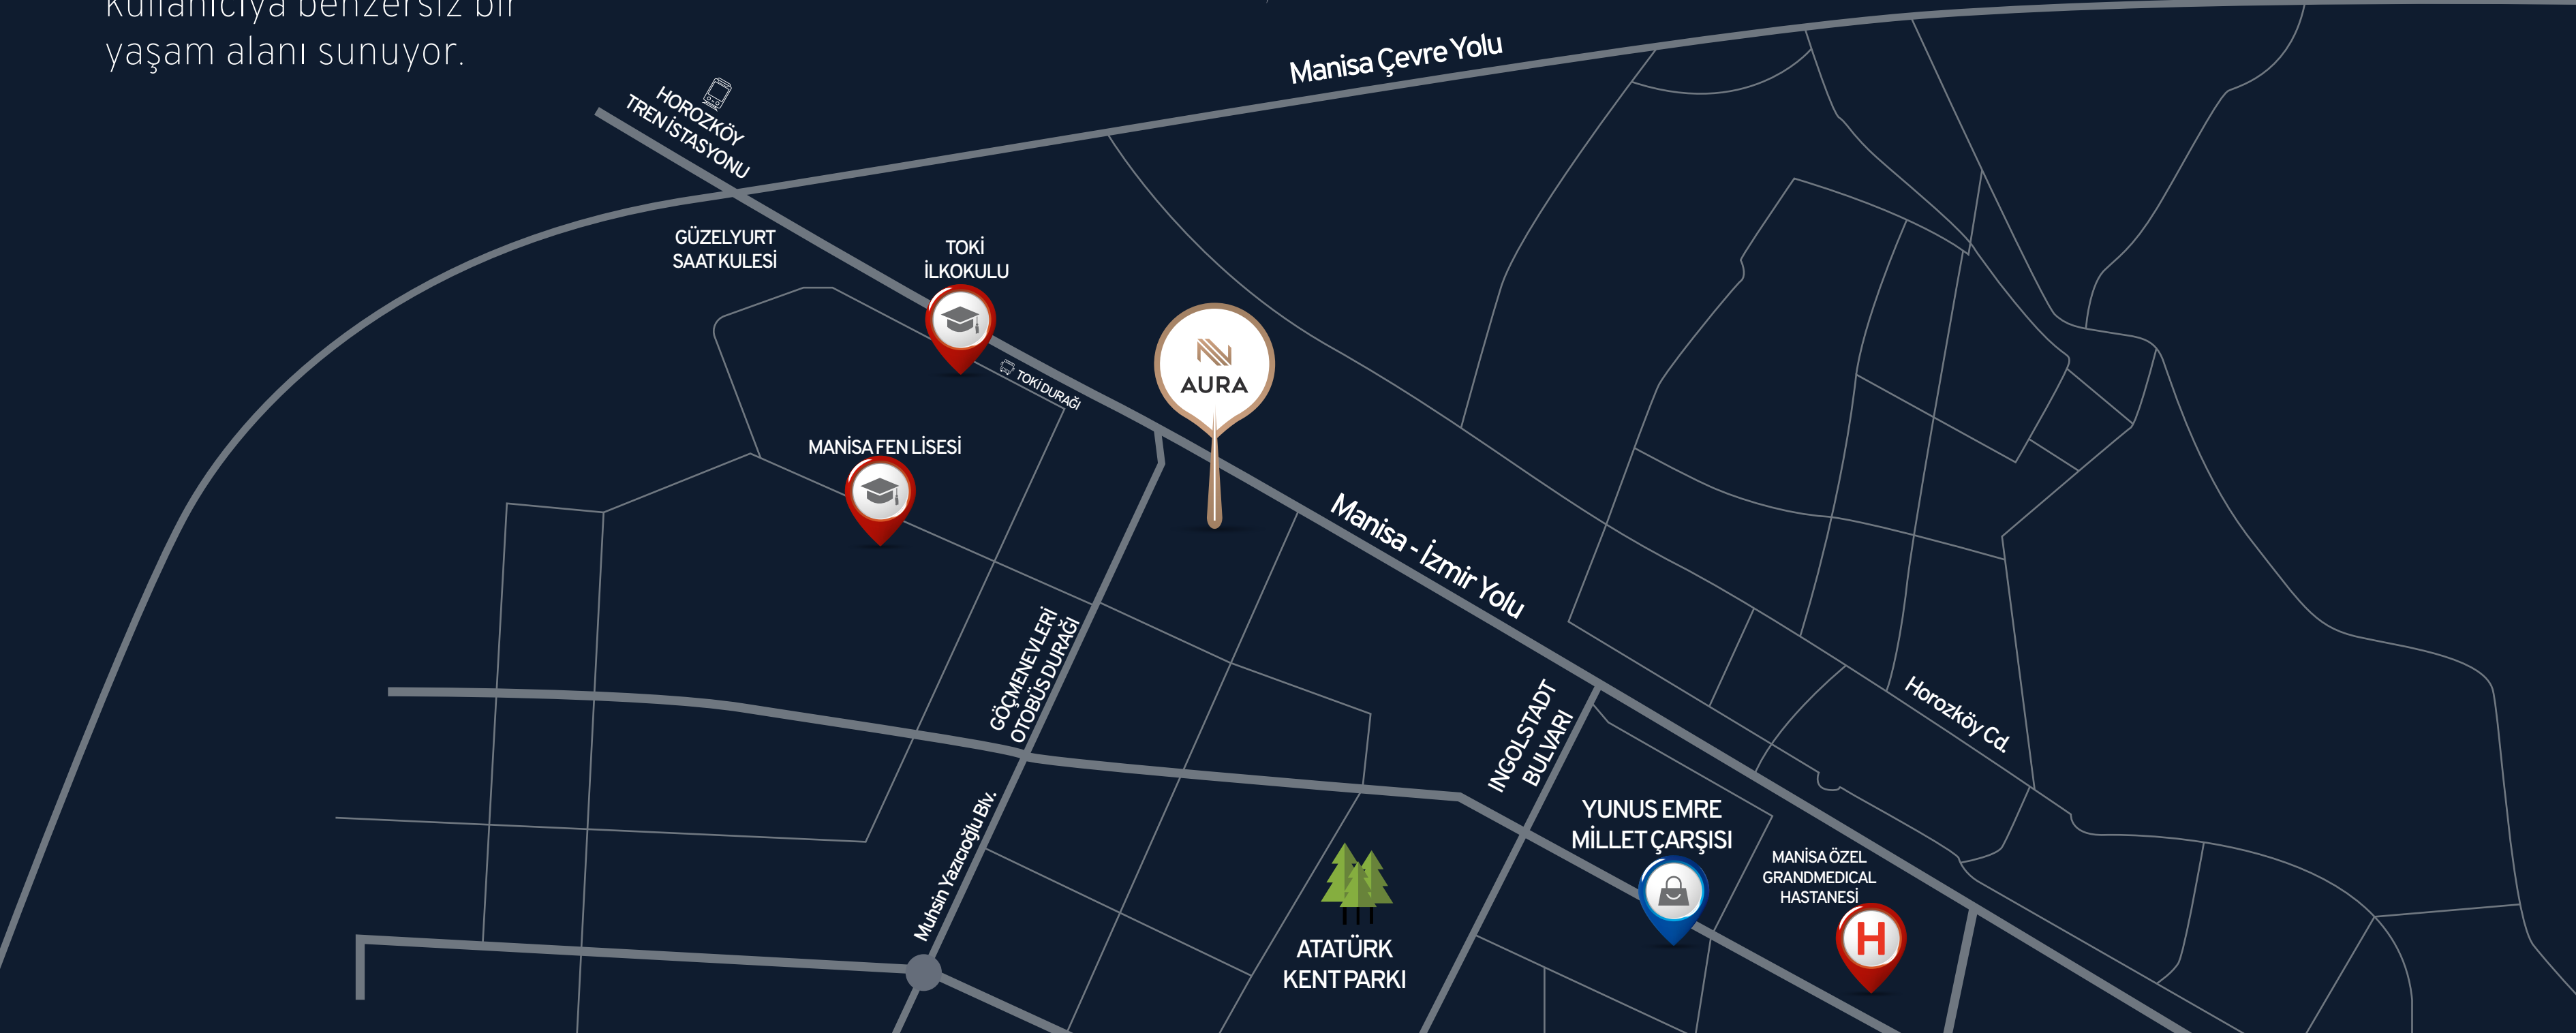 Kullanıcıya benzersiz bir
yaşam alanı sunuyor.
Manisa Çevre Yolu
HOROZKÖY
TREN İSTASYONU
GÜZELYURT
SAAT KULESİ
TOKİ
İLKOKULU
TOKİ DURAĞI
AURA
MANİSA FEN LİSESİ
Manisa - İzmir Yolu
GÖÇMENEVLERİ
OTOBÜS DURAĞI
INGOLSTADT
BULVARI
Horozköy Cd.
Muhsin Yazıcıoğlu Blv.
YUNUS EMRE
MİLLET ÇARŞISI
MANİSA ÖZEL
GRANDMEDICAL
HASTANESİ
H
ATATÜRK
KENT PARKI